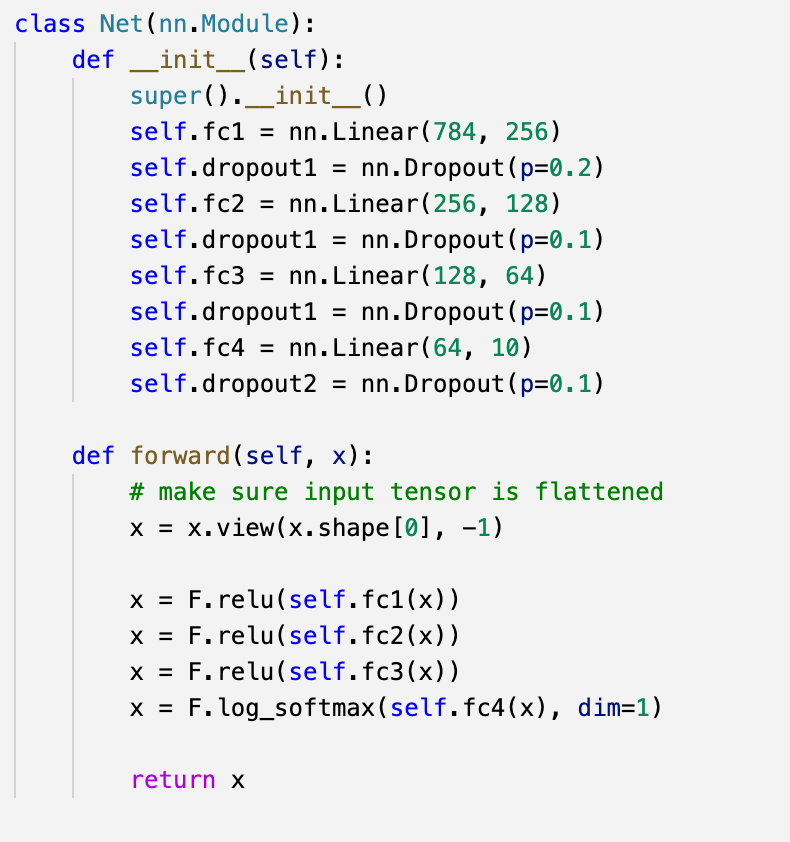 class Net(nn.Module):
    def __init__(self):
        super().__init__()
        self.fc1 = nn.Linear(784, 256)
        self.dropout1 = nn.Dropout(p=0.2)
        self.fc2 = nn.Linear(256, 128)
        self.dropout1 = nn.Dropout(p=0.1)
        self.fc3 = nn.Linear(128, 64)
        self.dropout1 = nn.Dropout(p=0.1)
        self.fc4 = nn.Linear(64, 10)
        self.dropout2 = nn.Dropout(p=0.1)

    def forward(self, x):
        # make sure input tensor is flattened
        x = x.view(x.shape[0], -1)

        x = F.relu(self.fc1(x))
        x = F.relu(self.fc2(x))
        x = F.relu(self.fc3(x))
        x = F.log_softmax(self.fc4(x), dim=1)

        return x